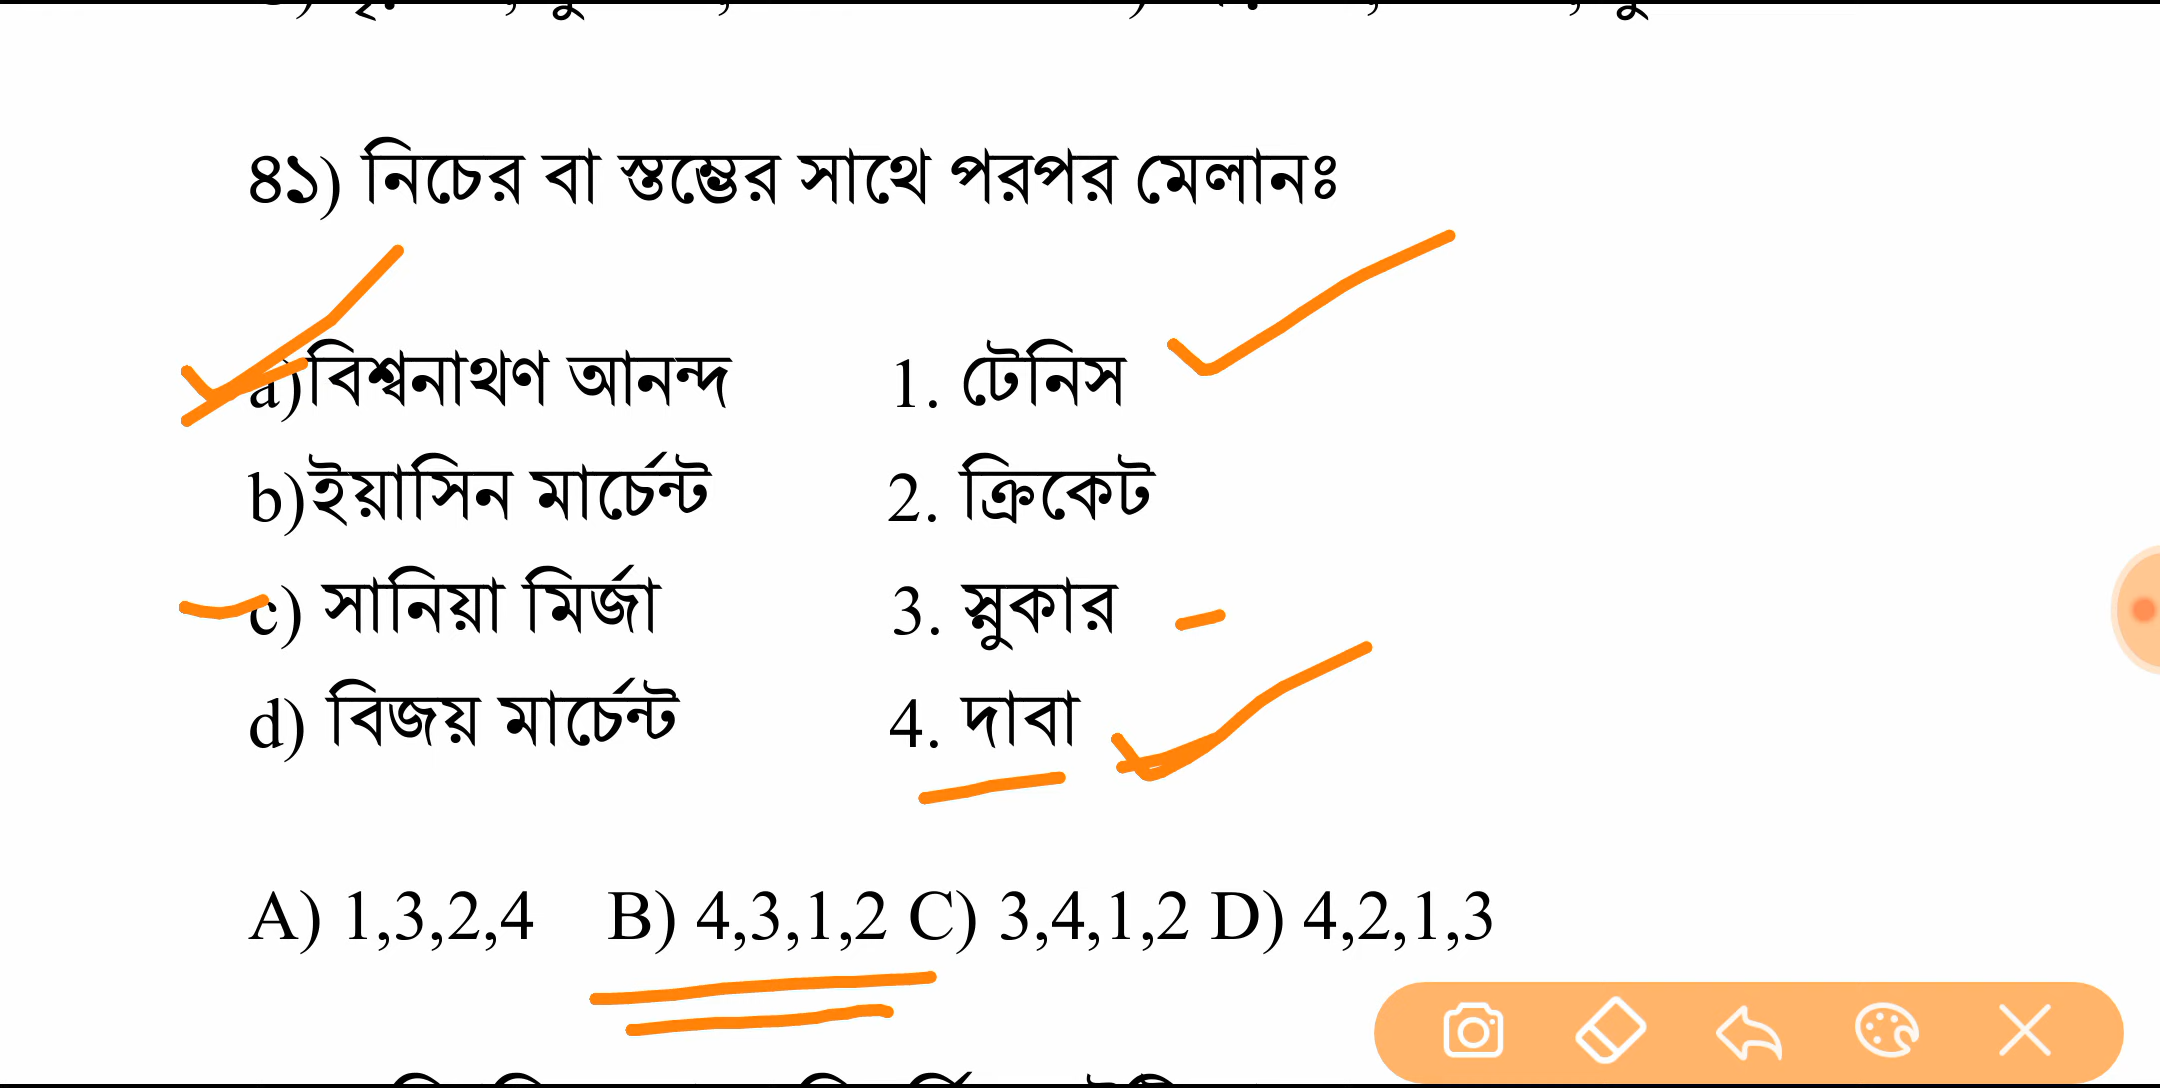 ৪১) নিচের বা স্তম্ভের সাথে পরপর মেলানঃ
a)বিশ্বনাথণ আনন্দ 1. টেনিস
b)ইয়াসিন মার্চেন্ট 2. ক্রিকেট
c) সানিয়া মির্জা 3. স্নুকার
d) বিজয় মার্চেন্ট 4. দাবা
A) 1,3,2,4 B) 4,3,1,2 C) 3,4,1,2 D) 4,2,1,3